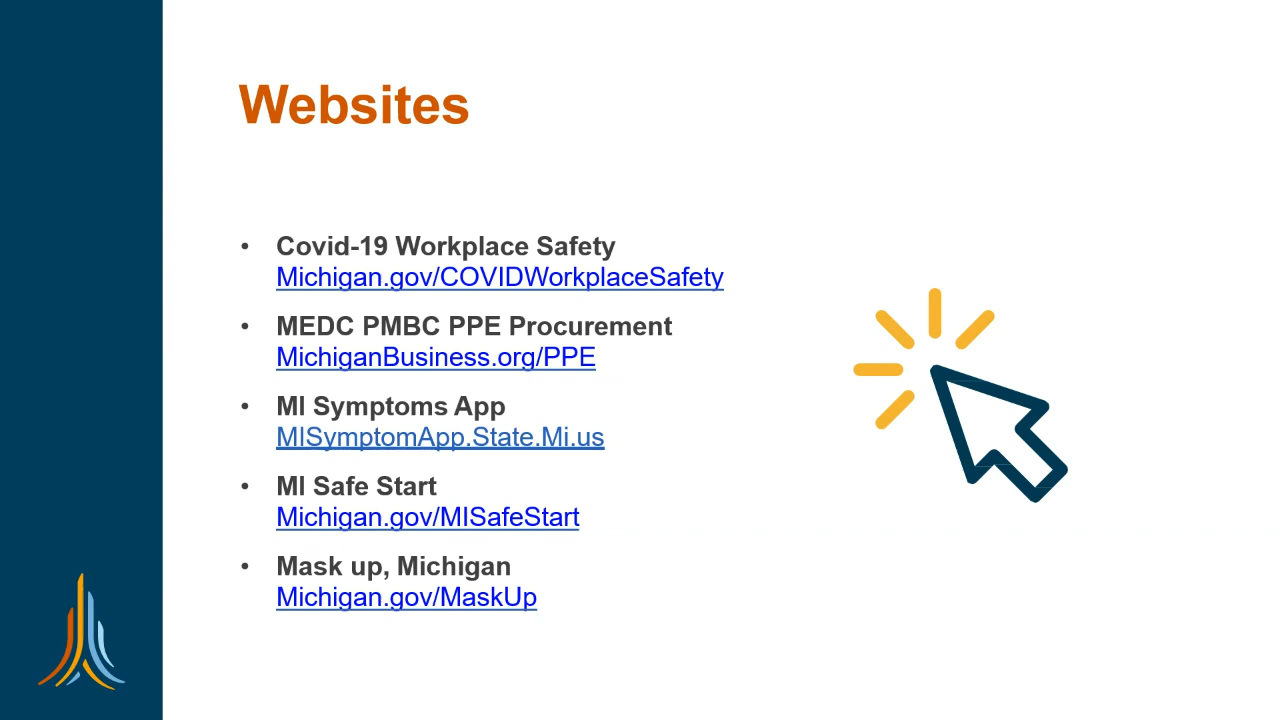 Websites
• Covid-19 Workplace Safety
Michigan.gov/COVIDWorkplaceSafety
• MEDC PMBC PPE Procurement
MichiganBusiness.org/PPE
• MI Symptoms App
MISymptomApp.State.Mi.us
• MI Safe Start
Michigan.gov/MISafeStart
• Mask up, Michigan
Michigan.gov/MaskUp